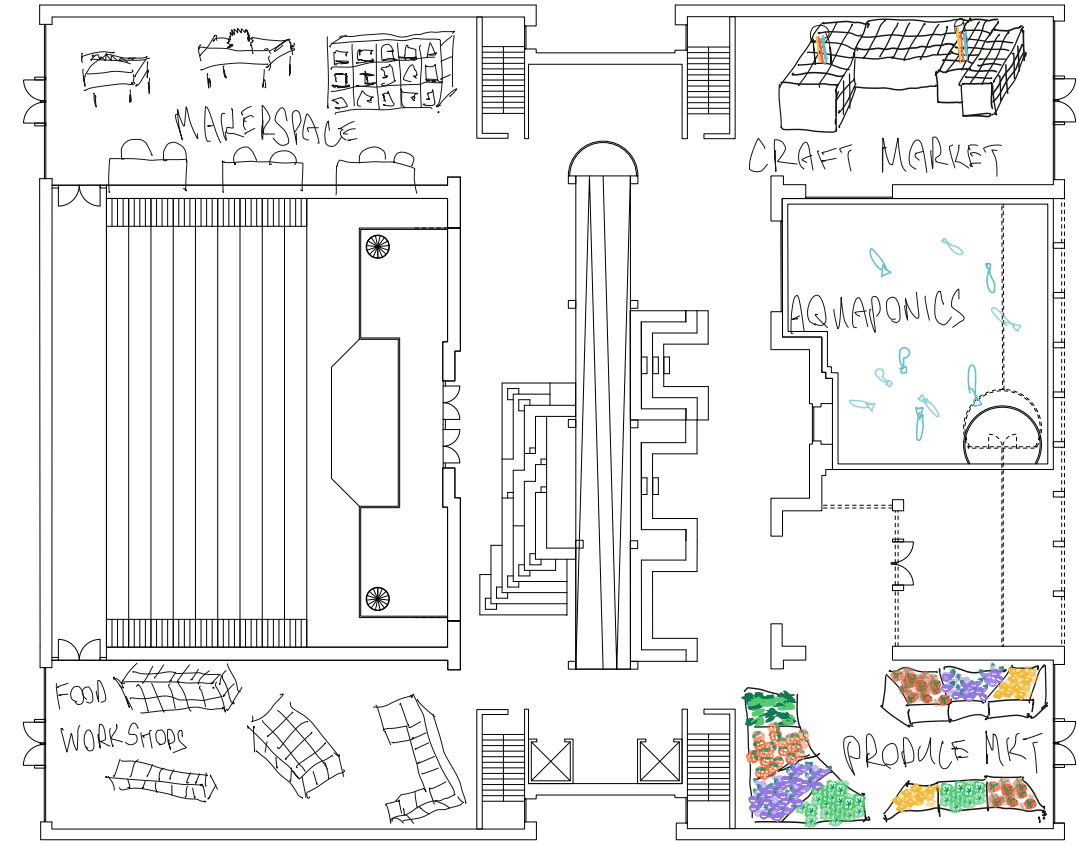 MAKERSPACE
CRAFT MARKET
AQUAPONICS
FOOD
WORKSHOPS
PRODUCE MKT